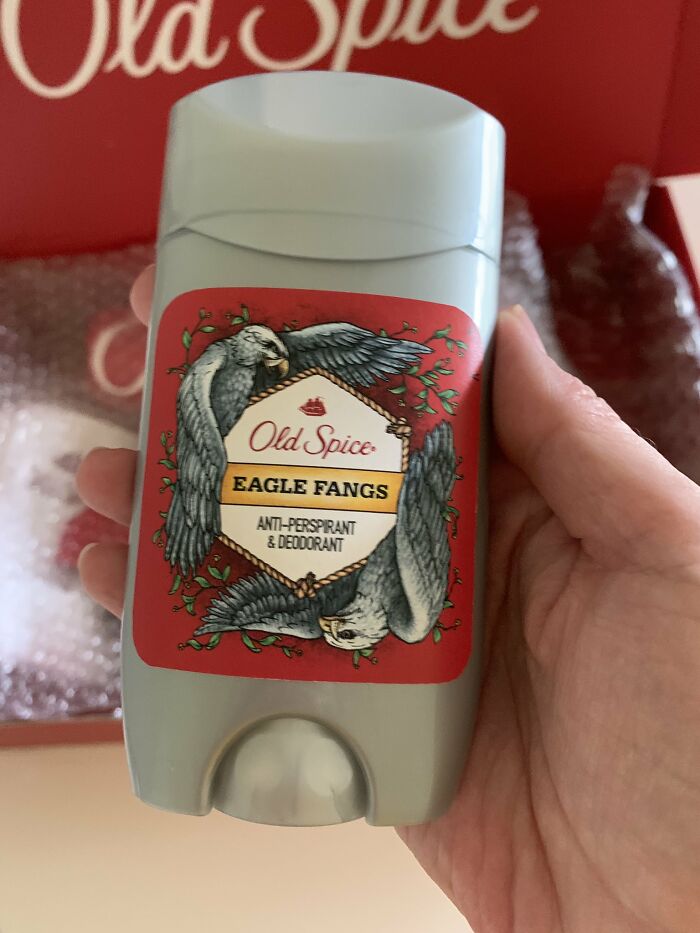 Old Spice
Old Spice
EAGLE FANGS
ANTI-PERSPIRANT
& DEODORANT